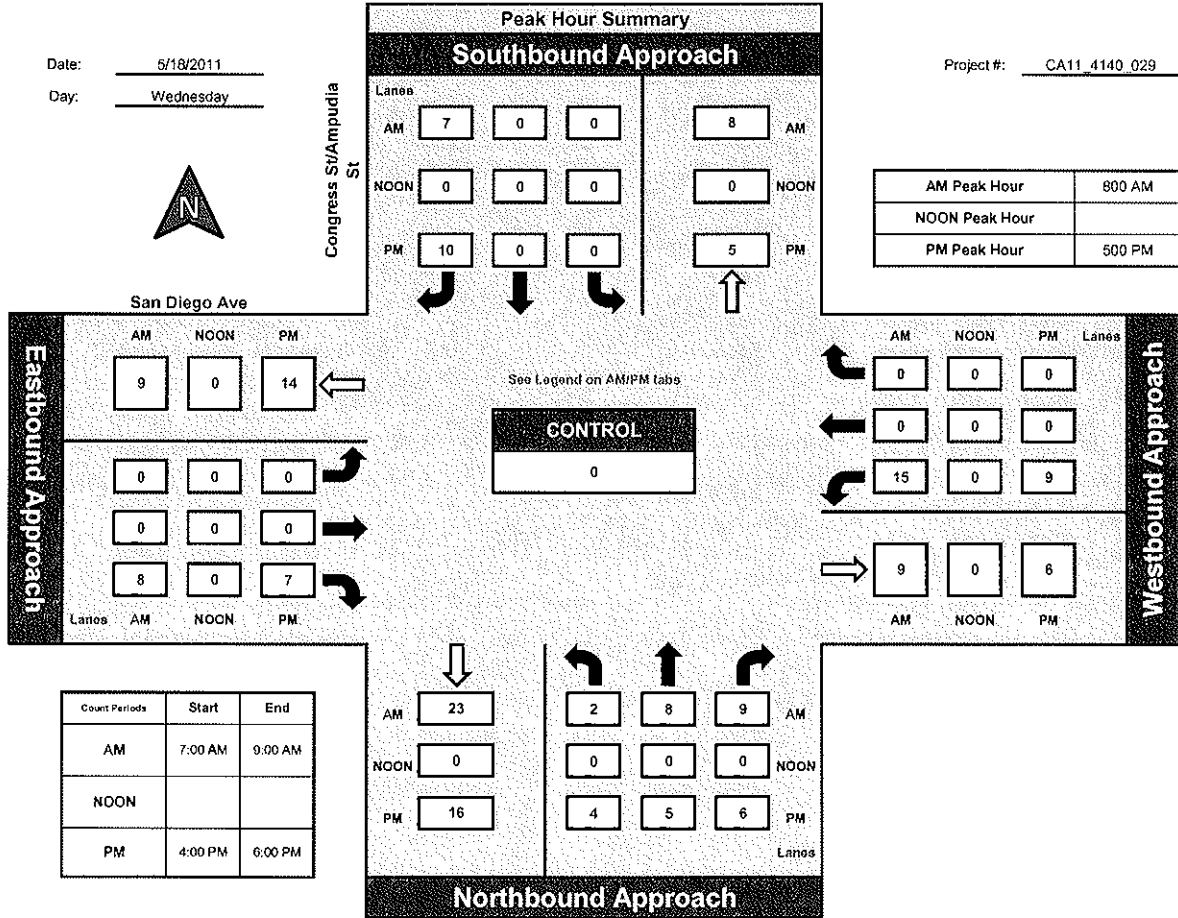 Peak Hour Summary
Southbound Approach
Date: 5/18/2011
Day: Wednesday
Project #: CA11_4140_029
N
Congress St/Ampudia
St
Lanes
AM 7 0 0 8 AM
NOON 0 0 0 0 NOON
PM 10 0 0 5 PM
AM Peak Hour 800 AM
NOON Peak Hour
PM Peak Hour 500 PM
San Diego Ave
Eastbound Approach
AM NOON PM
9 0 14
0 0 0
0 0 0
8 0 7
Lanes AM NOON PM
See Legend on AM/PM tabs
CONTROL
0
AM NOON PM Lanes
0 0 0
0 0 0
15 0 9
9 0 6
AM NOON PM
Westbound Approach
Count Periods Start End
AM 7:00 AM 9:00 AM
NOON
PM 4:00 PM 6:00 PM
AM 23 2 8 9 AM
NOON 0 0 0 0 NOON
PM 16 4 5 6 PM
Lanes
Northbound Approach